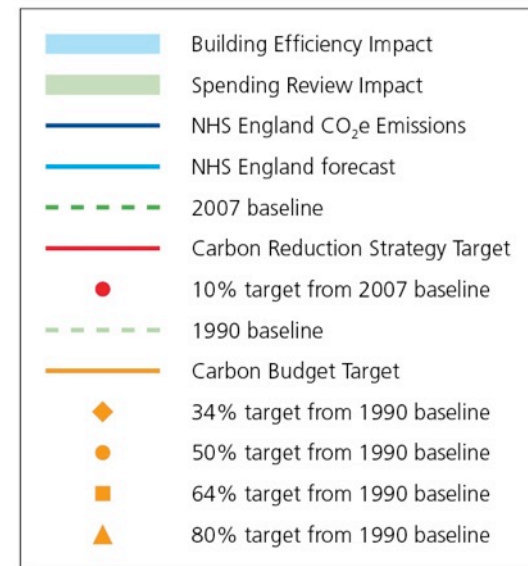 Building Efficiency Impact
Spending Review Impact
NHS England CO₂e Emissions
NHS England forecast
2007 baseline
Carbon Reduction Strategy Target
10% target from 2007 baseline
1990 baseline
Carbon Budget Target
34% target from 1990 baseline
50% target from 1990 baseline
64% target from 1990 baseline
80% target from 1990 baseline